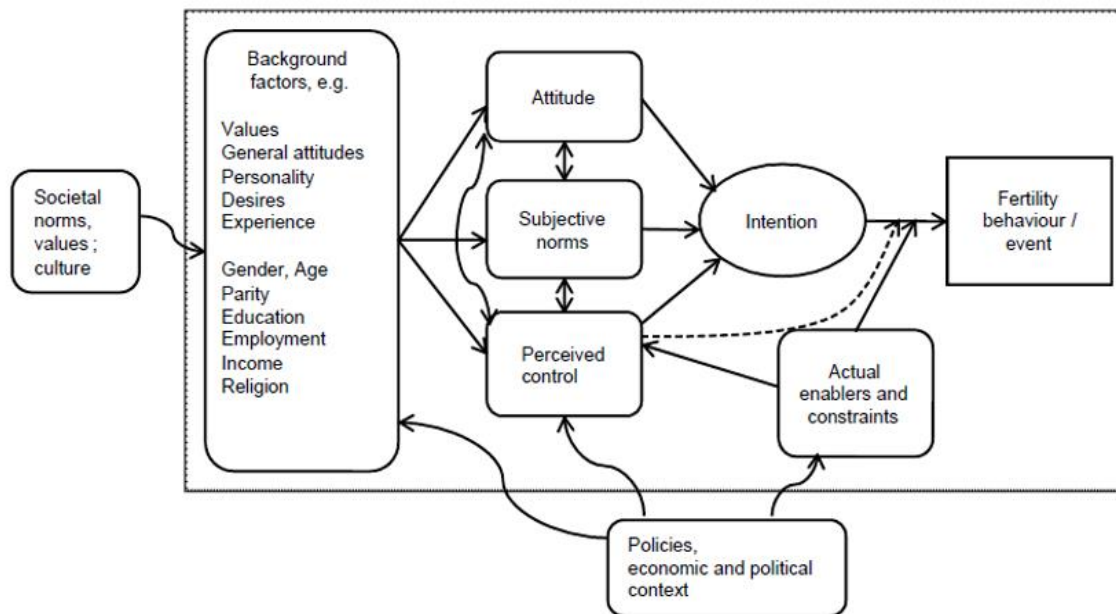 Societal
norms,
values ;
culture
Background
factors, e.g.
Values
General attitudes
Personality
Desires
Experience
Gender, Age
Parity
Education
Employment
Income
Religion
Attitude
Subjective
norms
Perceived
control
Intention
Actual
enablers and
constraints
Fertility
behaviour /
event
Policies,
economic and political
context